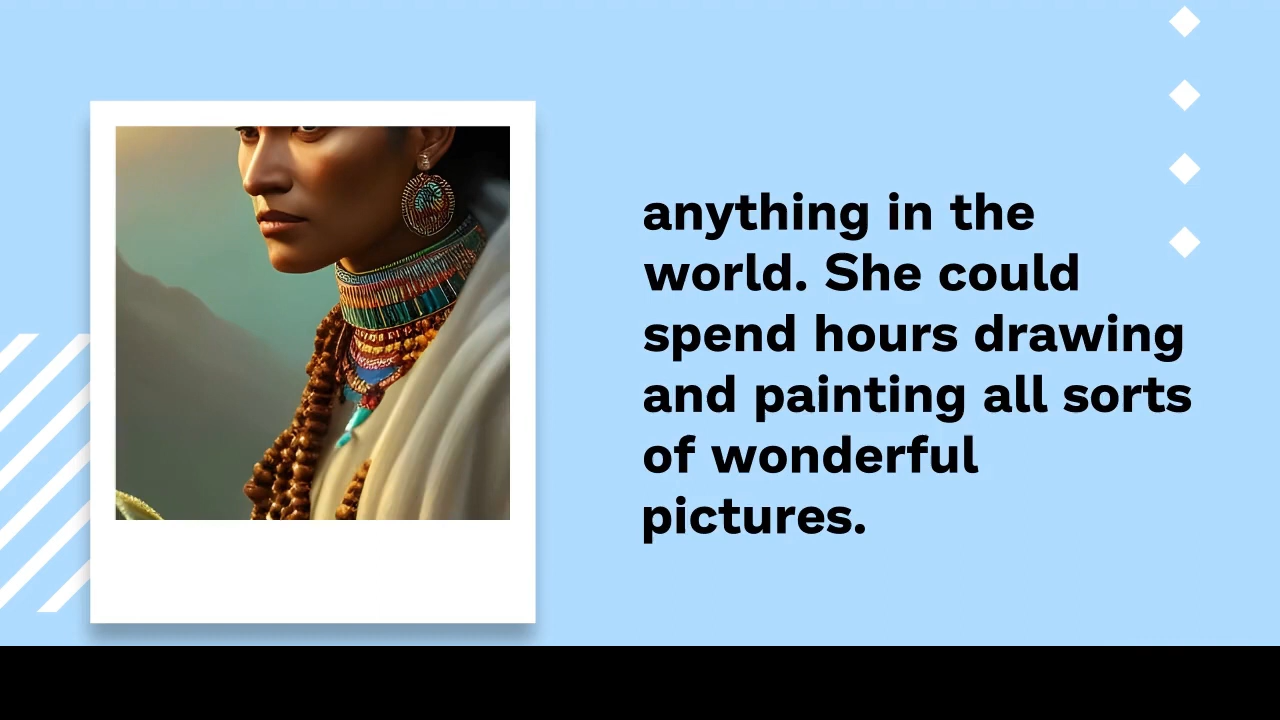 anything in the
world. She could
spend hours drawing
and painting all sorts
of wonderful
pictures.